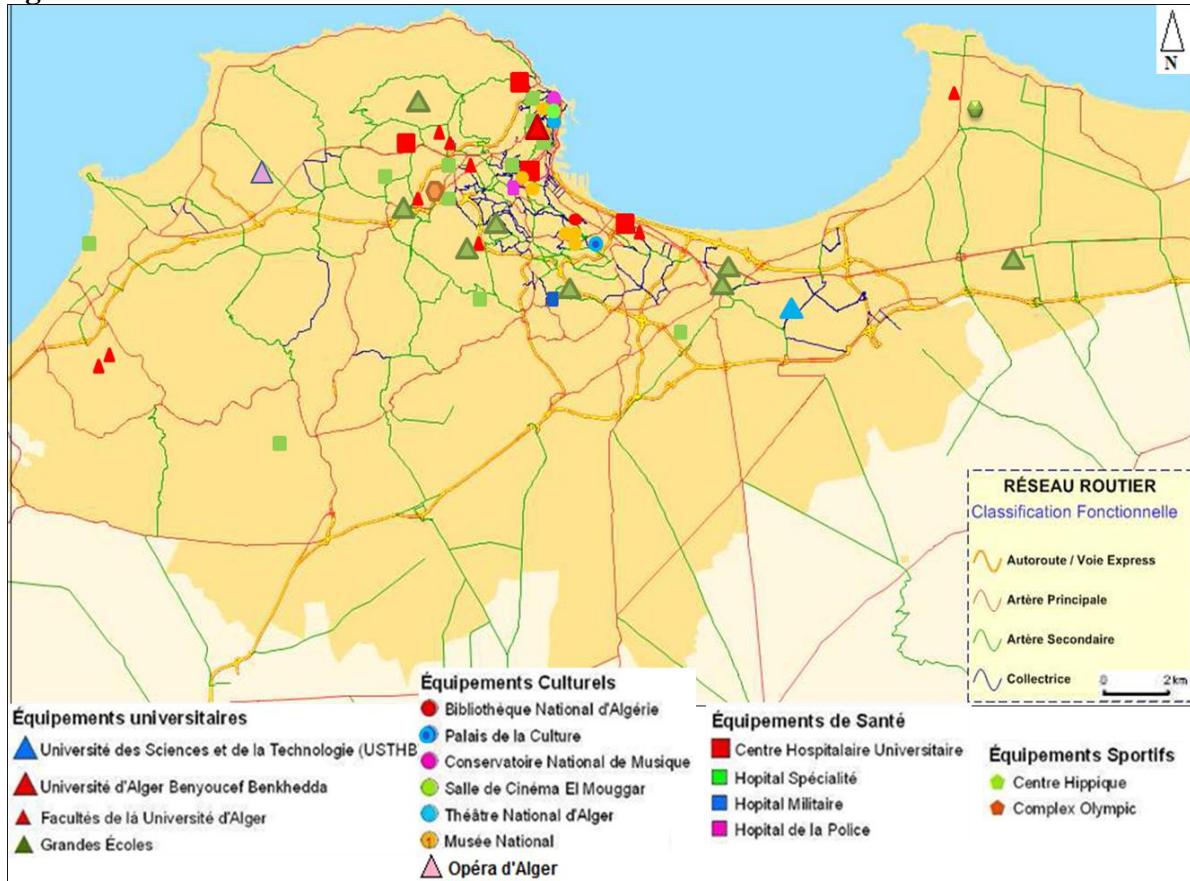 N
RÉSEAU ROUTIER
Classification Fonctionnelle
Autoroute / Voie Express
Artère Principale
Artère Secondaire
Collectrice
0 2 km
Équipements universitaires
Université des Sciences et de la Technologie (USTHB
Université d'Alger Benyoucef Benkhedda
Facultés de lá Université d'Alger
Grandes Écoles
Équipements Culturels
Bibliothèque National d'Algérie
Palais de la Culture
Conservatoire National de Musique
Salle de Cinéma El Mouggar
Théâtre National d'Alger
Musée National
Opéra d'Alger
Équipements de Santé
Centre Hospitalaire Universitaire
Hopital Spécialité
Hopital Militaire
Hopital de la Police
Équipements Sportifs
Centre Hippique
Complex Olympic